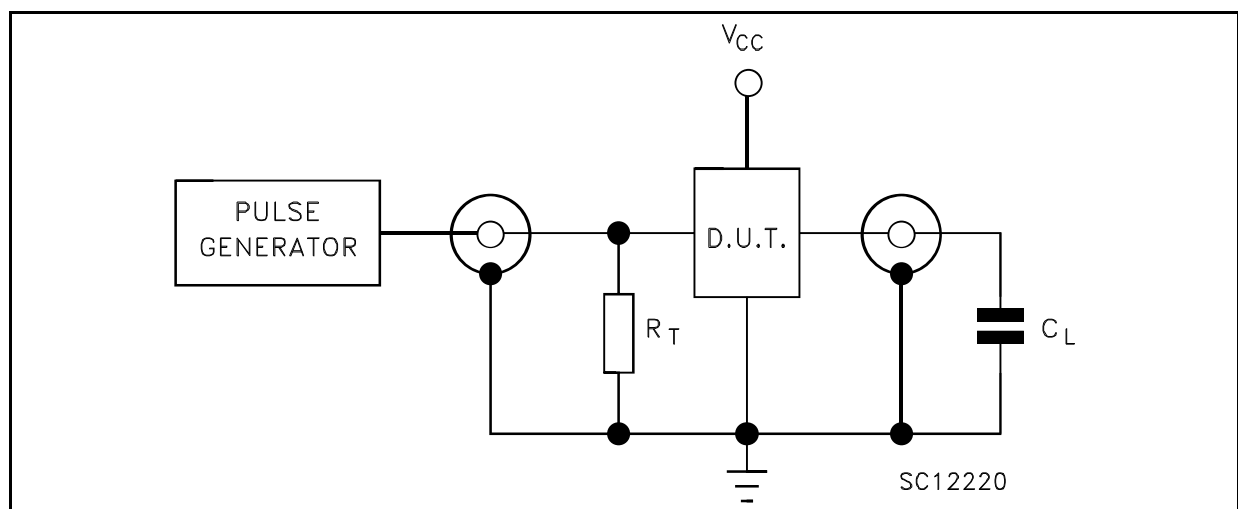 VCC
PULSE
GENERATOR
D.U.T.
RT
CL
SC12220